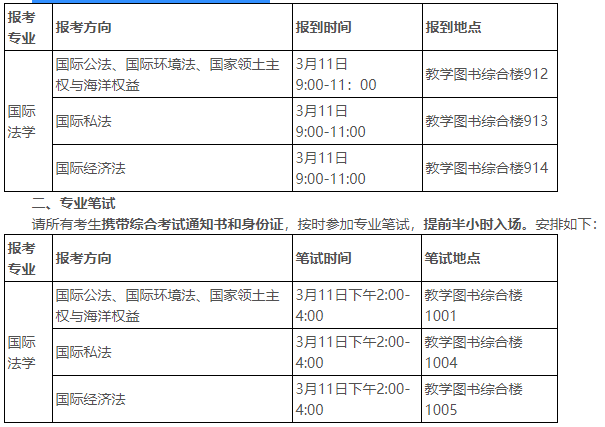 报考专业 报考方向 报到时间 报到地点
国际法学
国际公法、国际环境法、国家领土主
权与海洋权益
3月11日
9:00-11：00
教学图书综合楼912
国际私法
3月11日
9:00-11:00
教学图书综合楼913
国际经济法
3月11日
9:00-11:00
教学图书综合楼914
二、专业笔试
请所有考生携带综合考试通知书和身份证，按时参加专业笔试，提前半小时入场。安排如下：
报考专业 报考方向 笔试时间 笔试地点
国际法学
国际公法、国际环境法、国家领土主
权与海洋权益
3月11日下午2:00-
4:00
教学图书综合楼
1001
国际私法
3月11日下午2:00-
4:00
教学图书综合楼
1004
国际经济法
3月11日下午2:00-
4:00
教学图书综合楼
1005